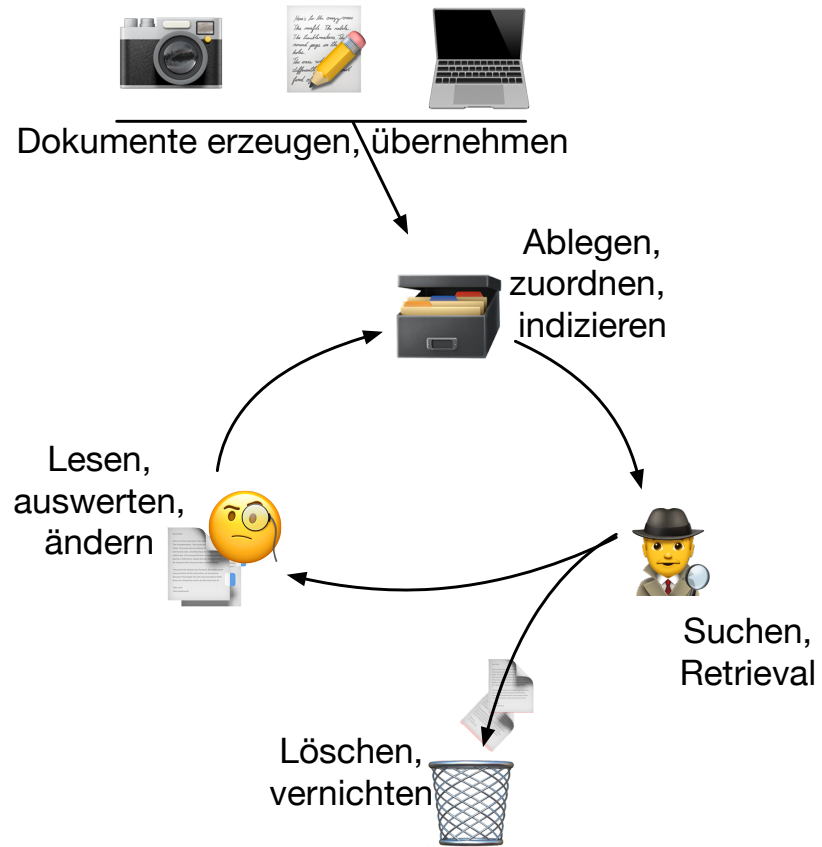 Dokumente erzeugen, übernehmen
Ablegen,
zuordnen,
indizieren
Lesen,
auswerten,
ändern
Suchen,
Retrieval
Löschen,
vernichten